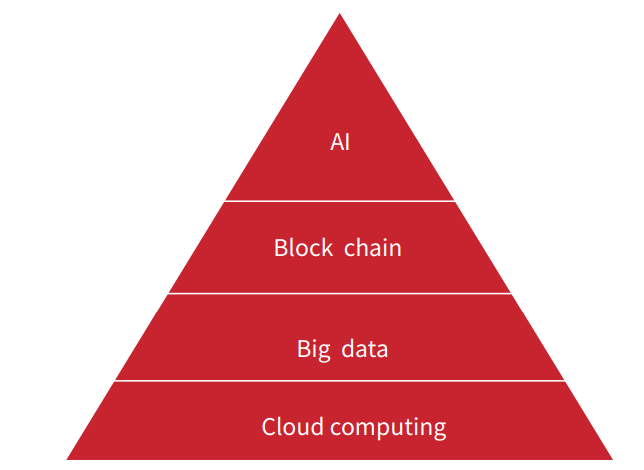 AI
Block chain
Big data
Cloud computing